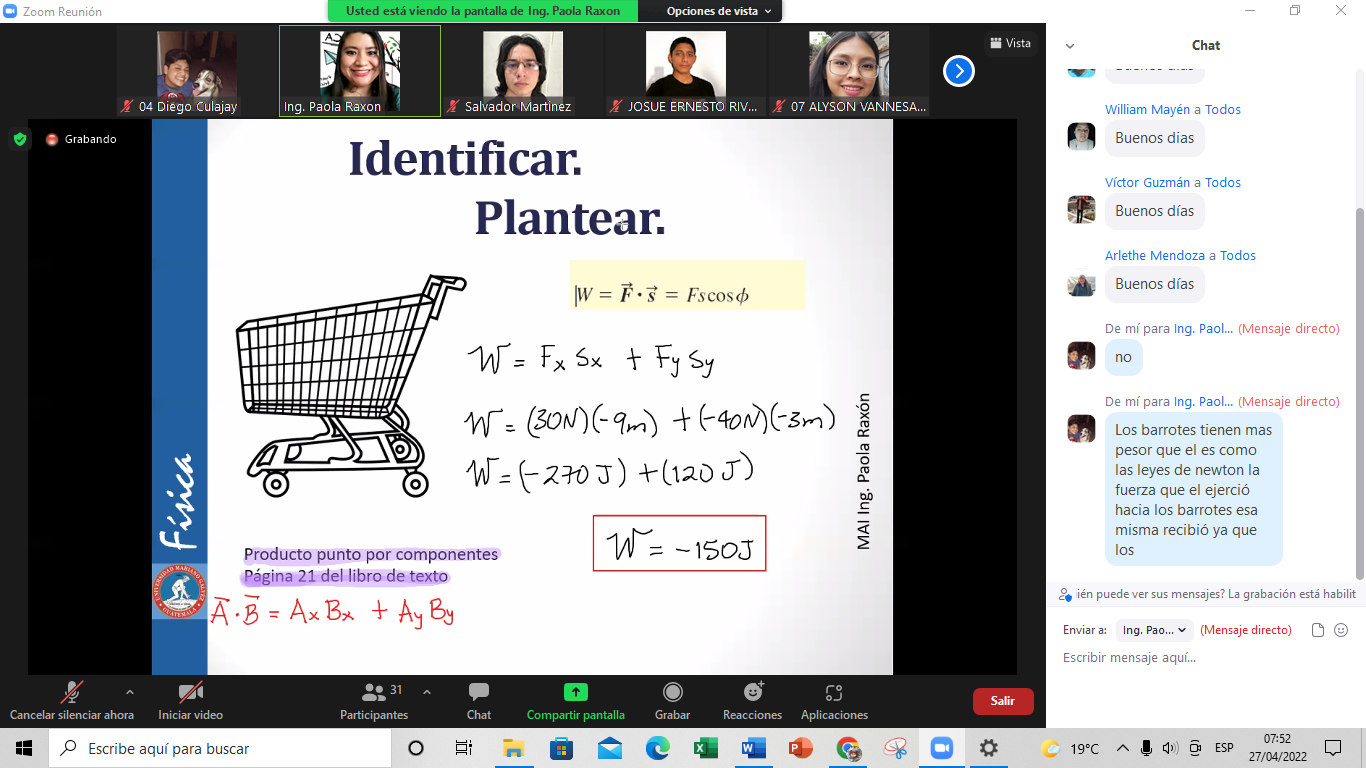 Zoom Reunión
Usted está viendo la pantalla de Ing. Paola Raxon
Opciones de vista
04 Diego Culajay
Ing. Paola Raxon
Salvador Martínez
JOSUE ERNESTO RIV...
07 ALYSON VANNESA...
Vista
Grabando
Identificar.
Plantear.
W = F⃗ · s⃗ = Fs cos ϕ
W = Fx Sx + Fy Sy
W = (30N)(-9m) + (-40N)(-3m)
W = (-270 J) + (120 J)
W = -150J
Producto punto por componentes
Página 21 del libro de texto
A⃗ · B⃗ = Ax Bx + Ay By
Física
UNIVERSIDAD MARIANO GALVEZ
GUATEMALA
MAI Ing. Paola Raxón
Chat
Buenos días
William Mayén a Todos
Buenos dias
Víctor Guzmán a Todos
Buenos días
Arlethe Mendoza a Todos
Buenos días
De mí para Ing. Paol... (Mensaje directo)
no
De mí para Ing. Paol... (Mensaje directo)
Los barrotes tienen mas
pesor que el es como
las leyes de newton la
fuerza que el ejerció
hacia los barrotes esa
misma recibió ya que
los
ién puede ver sus mensajes? La grabación está habilit
Enviar a: Ing. Pao... (Mensaje directo)
Escribir mensaje aquí...
Cancelar silenciar ahora
Iniciar video
Participantes
31
Chat
Compartir pantalla
Grabar
Reacciones
Aplicaciones
Salir
Escribe aquí para buscar
19°C
ESP
07:52
27/04/2022